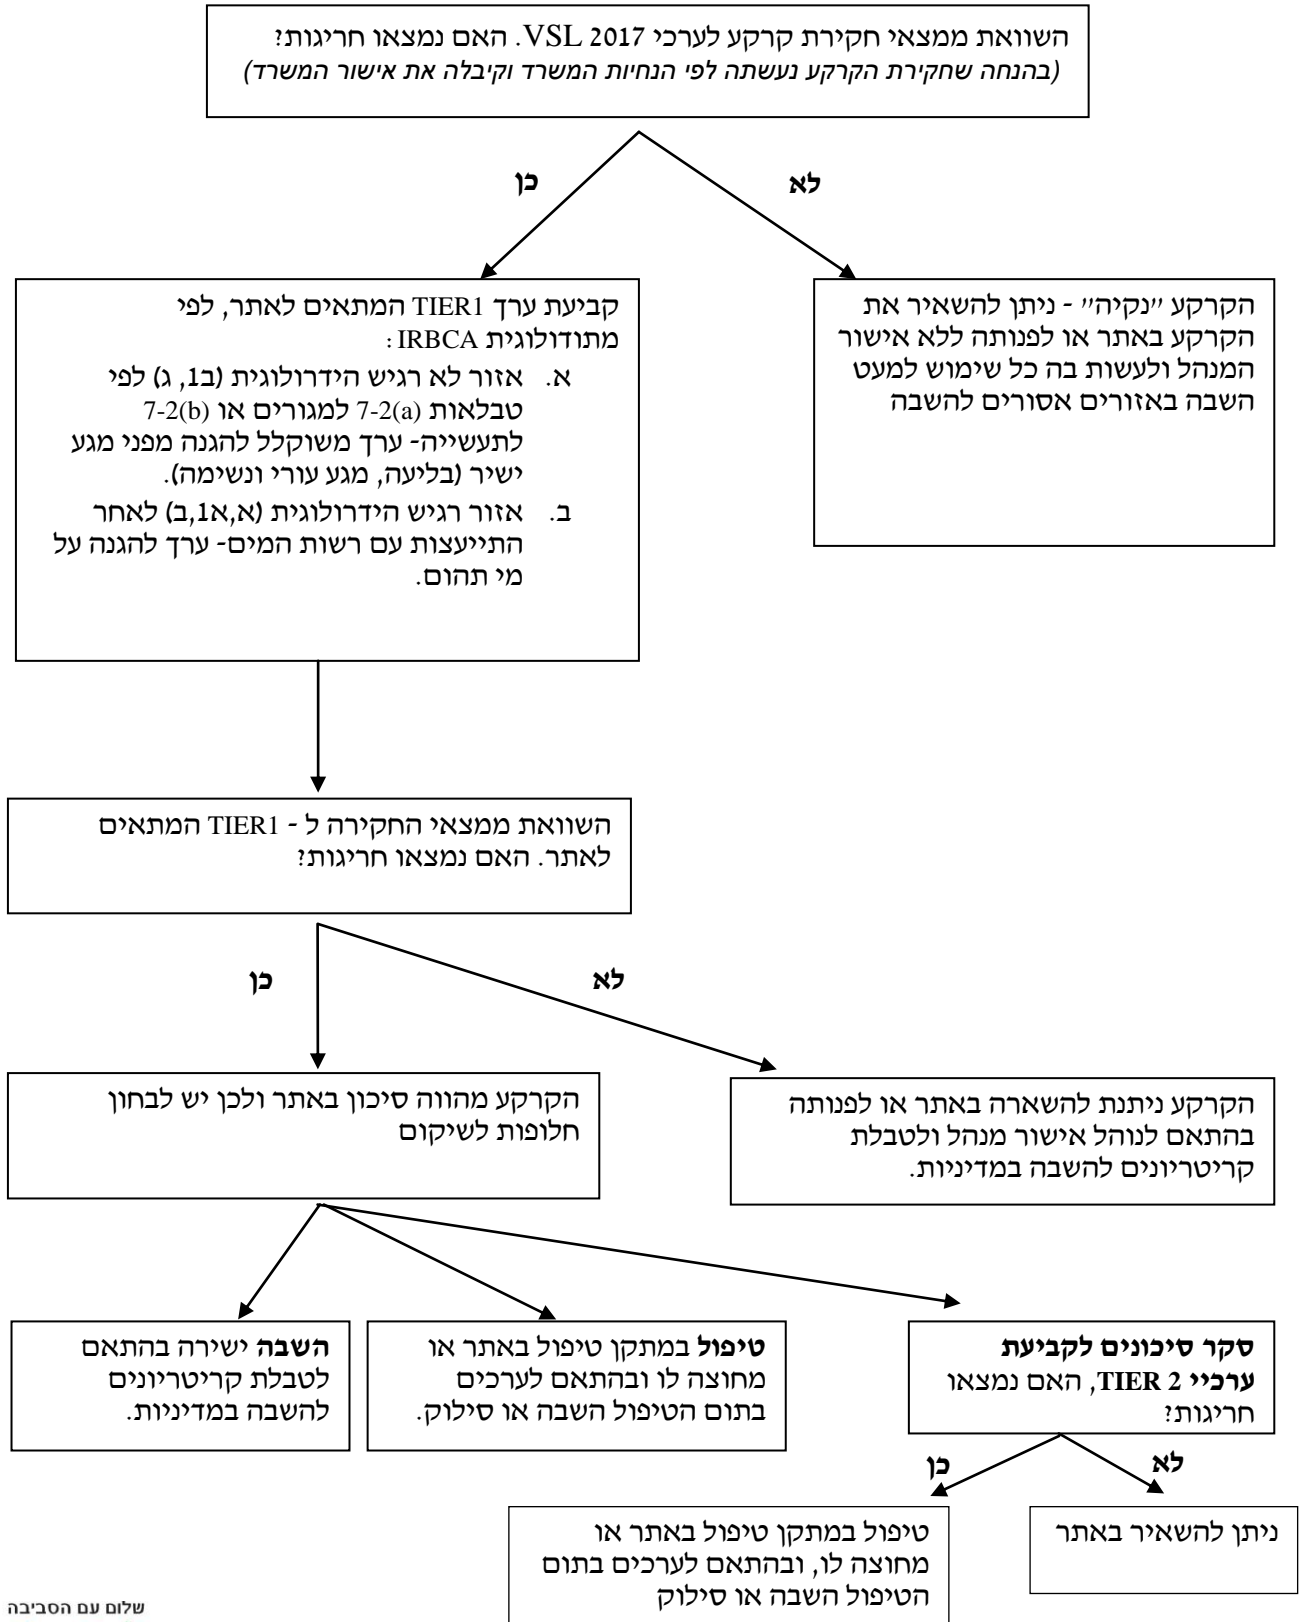 השוואת ממצאי חקירת קרקע לערכי VSL 2017. האם נמצאו חריגות?
(בהנחה שחקירת הקרקע נעשתה לפי הנחיות המשרד וקיבלה את אישור המשרד)
כן
לא
הקרקע "נקיה" - ניתן להשאיר את
הקרקע באתר או לפנותה ללא אישור
המנהל ולעשות בה כל שימוש למעט
השבה באזורים אסורים להשבה
קביעת ערך TIER1 המתאים לאתר, לפי
מתודולוגית IRBCA:
א. אזור לא רגיש הידרולוגית (ב1, ג) לפי
טבלאות 7-2(a) למגורים או 7-2(b)
לתעשייה- ערך משוקלל להגנה מפני מגע
ישיר (בליעה, מגע עורי ונשימה).
ב. אזור רגיש הידרולוגית (א,א1,ב) לאחר
התייעצות עם רשות המים- ערך להגנה על
מי תהום.
השוואת ממצאי החקירה ל - TIER1 המתאים
לאתר. האם נמצאו חריגות?
כן
לא
הקרקע מהווה סיכון באתר ולכן יש לבחון
חלופות לשיקום
הקרקע ניתנת להשארה באתר או לפנותה
בהתאם לנוהל אישור מנהל ולטבלת
קריטריונים להשבה במדיניות.
סקר סיכונים לקביעת
ערכיי TIER 2, האם נמצאו
חריגות?
טיפול במתקן טיפול באתר או
מחוצה לו ובהתאם לערכים
בתום הטיפול השבה או סילוק.
השבה ישירה בהתאם
לטבלת קריטריונים
להשבה במדיניות.
כן
לא
ניתן להשאיר באתר
טיפול במתקן טיפול באתר או
מחוצה לו, ובהתאם לערכים בתום
הטיפול השבה או סילוק
שלום עם הסביבה